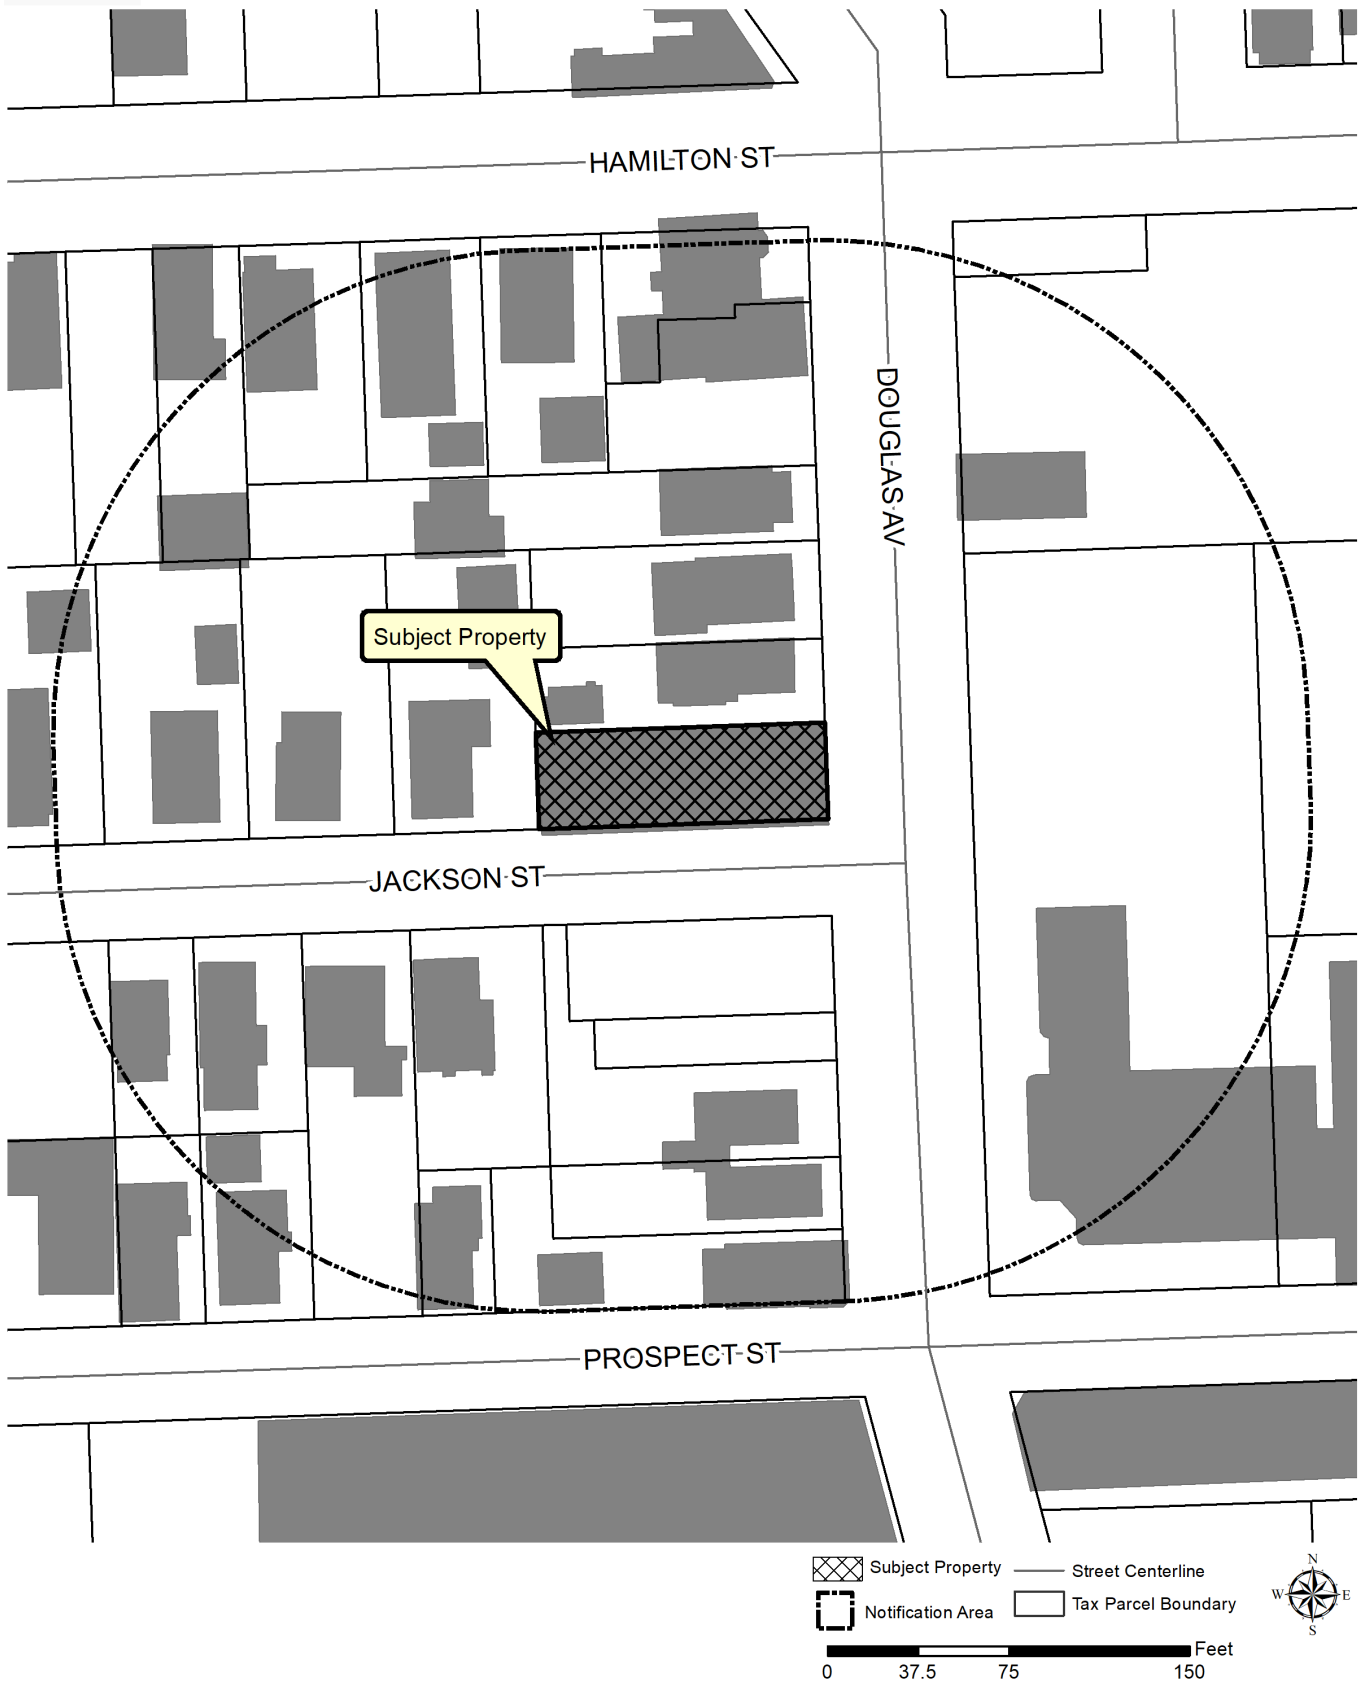 HAMILTON ST
DOUGLAS AV
Subject Property
JACKSON ST
PROSPECT ST
Subject Property
Street Centerline
Notification Area
Tax Parcel Boundary
N
W E
S
Feet
0 37.5 75 150